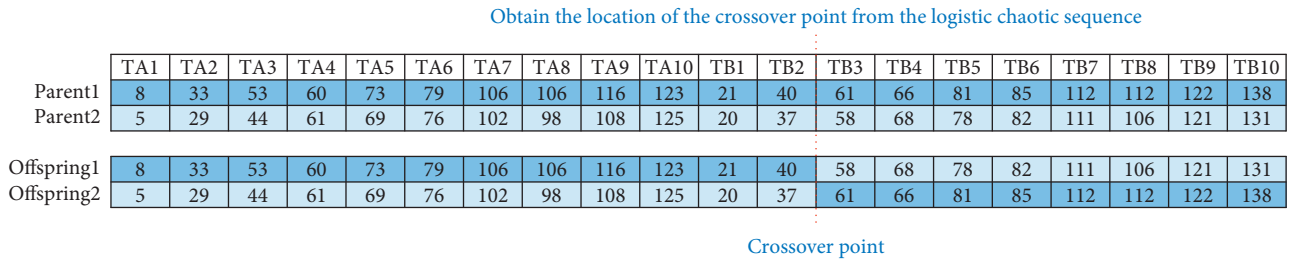 Obtain the location of the crossover point from the logistic chaotic sequence
TA1 TA2 TA3 TA4 TA5 TA6 TA7 TA8 TA9 TA10 TB1 TB2 TB3 TB4 TB5 TB6 TB7 TB8 TB9 TB10
Parent1 8 33 53 60 73 79 106 106 116 123 21 40 61 66 81 85 112 112 122 138
Parent2 5 29 44 61 69 76 102 98 108 125 20 37 58 68 78 82 111 106 121 131
Offspring1 8 33 53 60 73 79 106 106 116 123 21 40 58 68 78 82 111 106 121 131
Offspring2 5 29 44 61 69 76 102 98 108 125 20 37 61 66 81 85 112 112 122 138
Crossover point